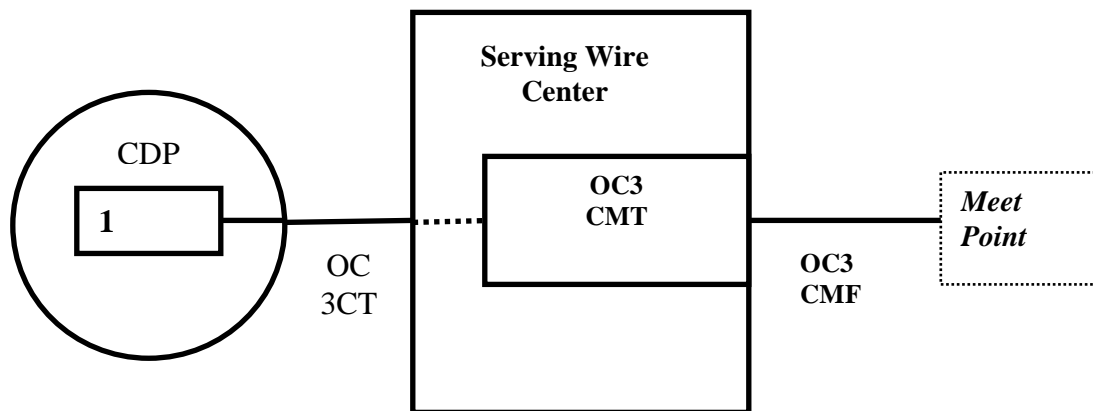 CDP
1
OC
3CT
Serving Wire
Center
OC3
CMT
OC3
CMF
Meet
Point